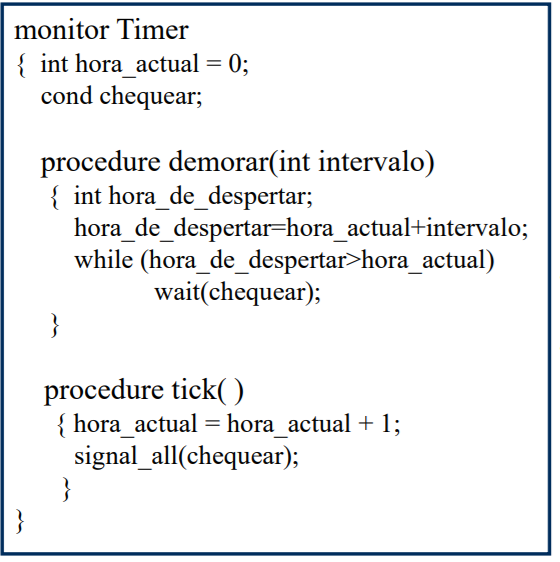 monitor Timer
{ int hora_actual = 0;
cond chequear;
procedure demorar(int intervalo)
{ int hora_de_despertar;
hora_de_despertar=hora_actual+intervalo;
while (hora_de_despertar>hora_actual)
wait(chequear);
}
procedure tick( )
{ hora_actual = hora_actual + 1;
signal_all(chequear);
}
}